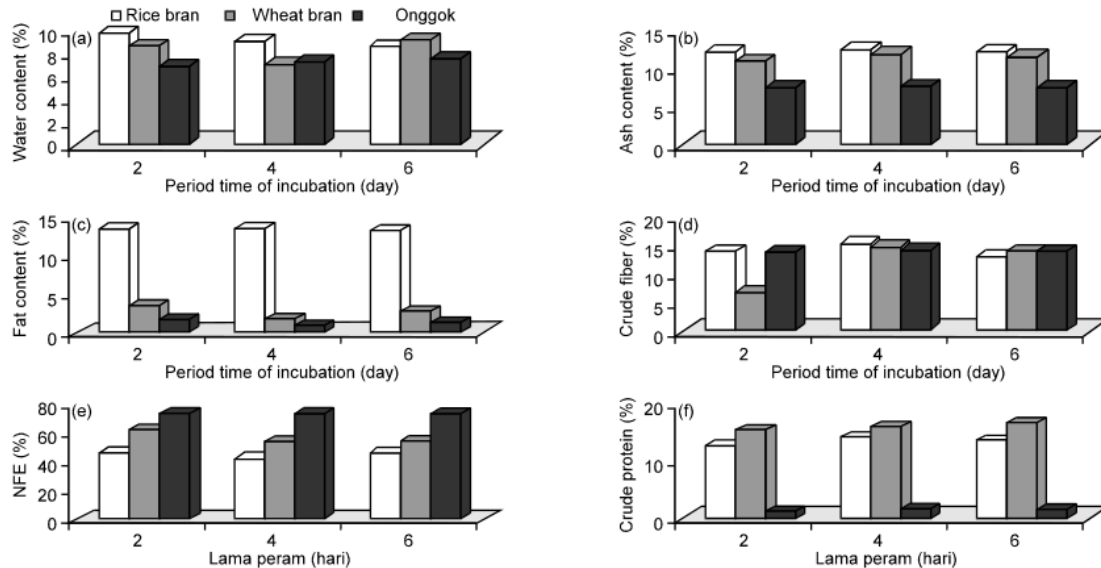 Rice bran Wheat bran Onggok
(a)
Water content (%)
10
8
6
4
2
0
2 4 6
Period time of incubation (day)
(b)
Ash content (%)
15
10
5
0
2 4 6
Period time of incubation (day)
(c)
Fat content (%)
15
10
5
0
2 4 6
Period time of incubation (day)
(d)
Crude fiber (%)
20
15
10
5
0
2 4 6
Period time of incubation (day)
(e)
NFE (%)
80
60
40
20
0
2 4 6
Lama peram (hari)
(f)
Crude protein (%)
20
10
0
2 4 6
Lama peram (hari)